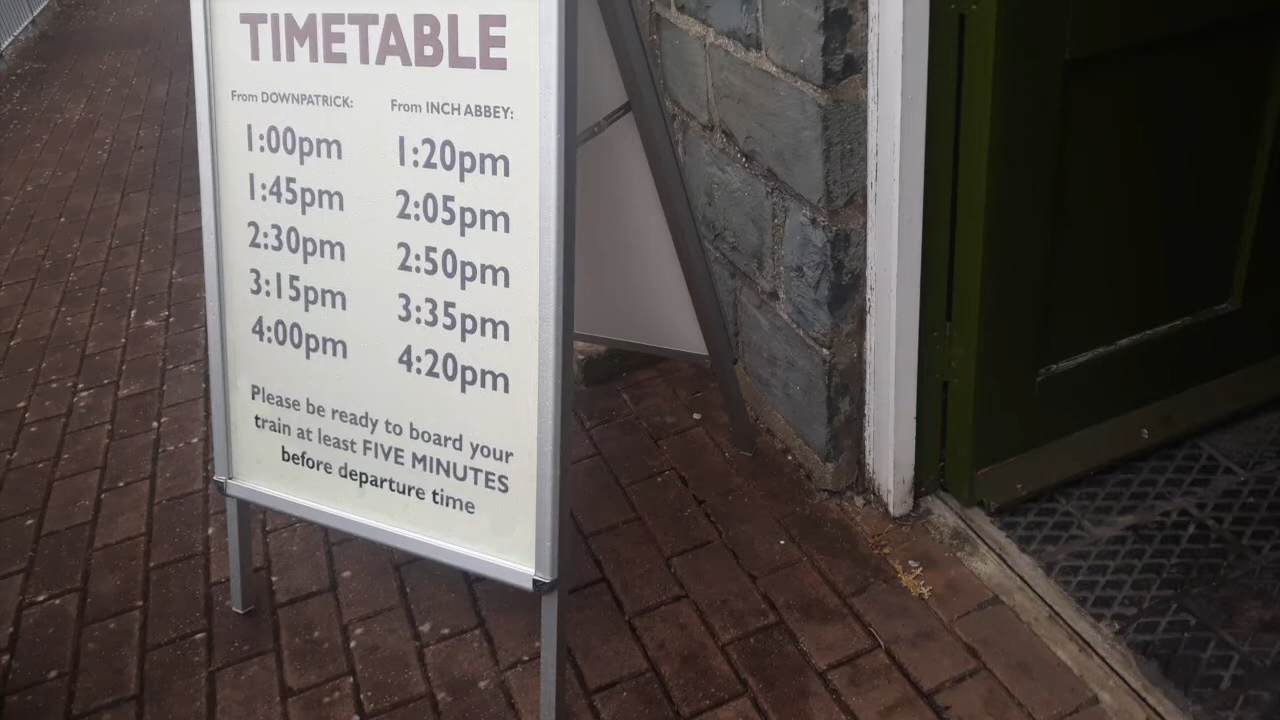 TIMETABLE
From DOWNPATRICK: From INCH ABBEY:
1:00pm 1:20pm
1:45pm 2:05pm
2:30pm 2:50pm
3:15pm 3:35pm
4:00pm 4:20pm
Please be ready to board your
train at least FIVE MINUTES
before departure time